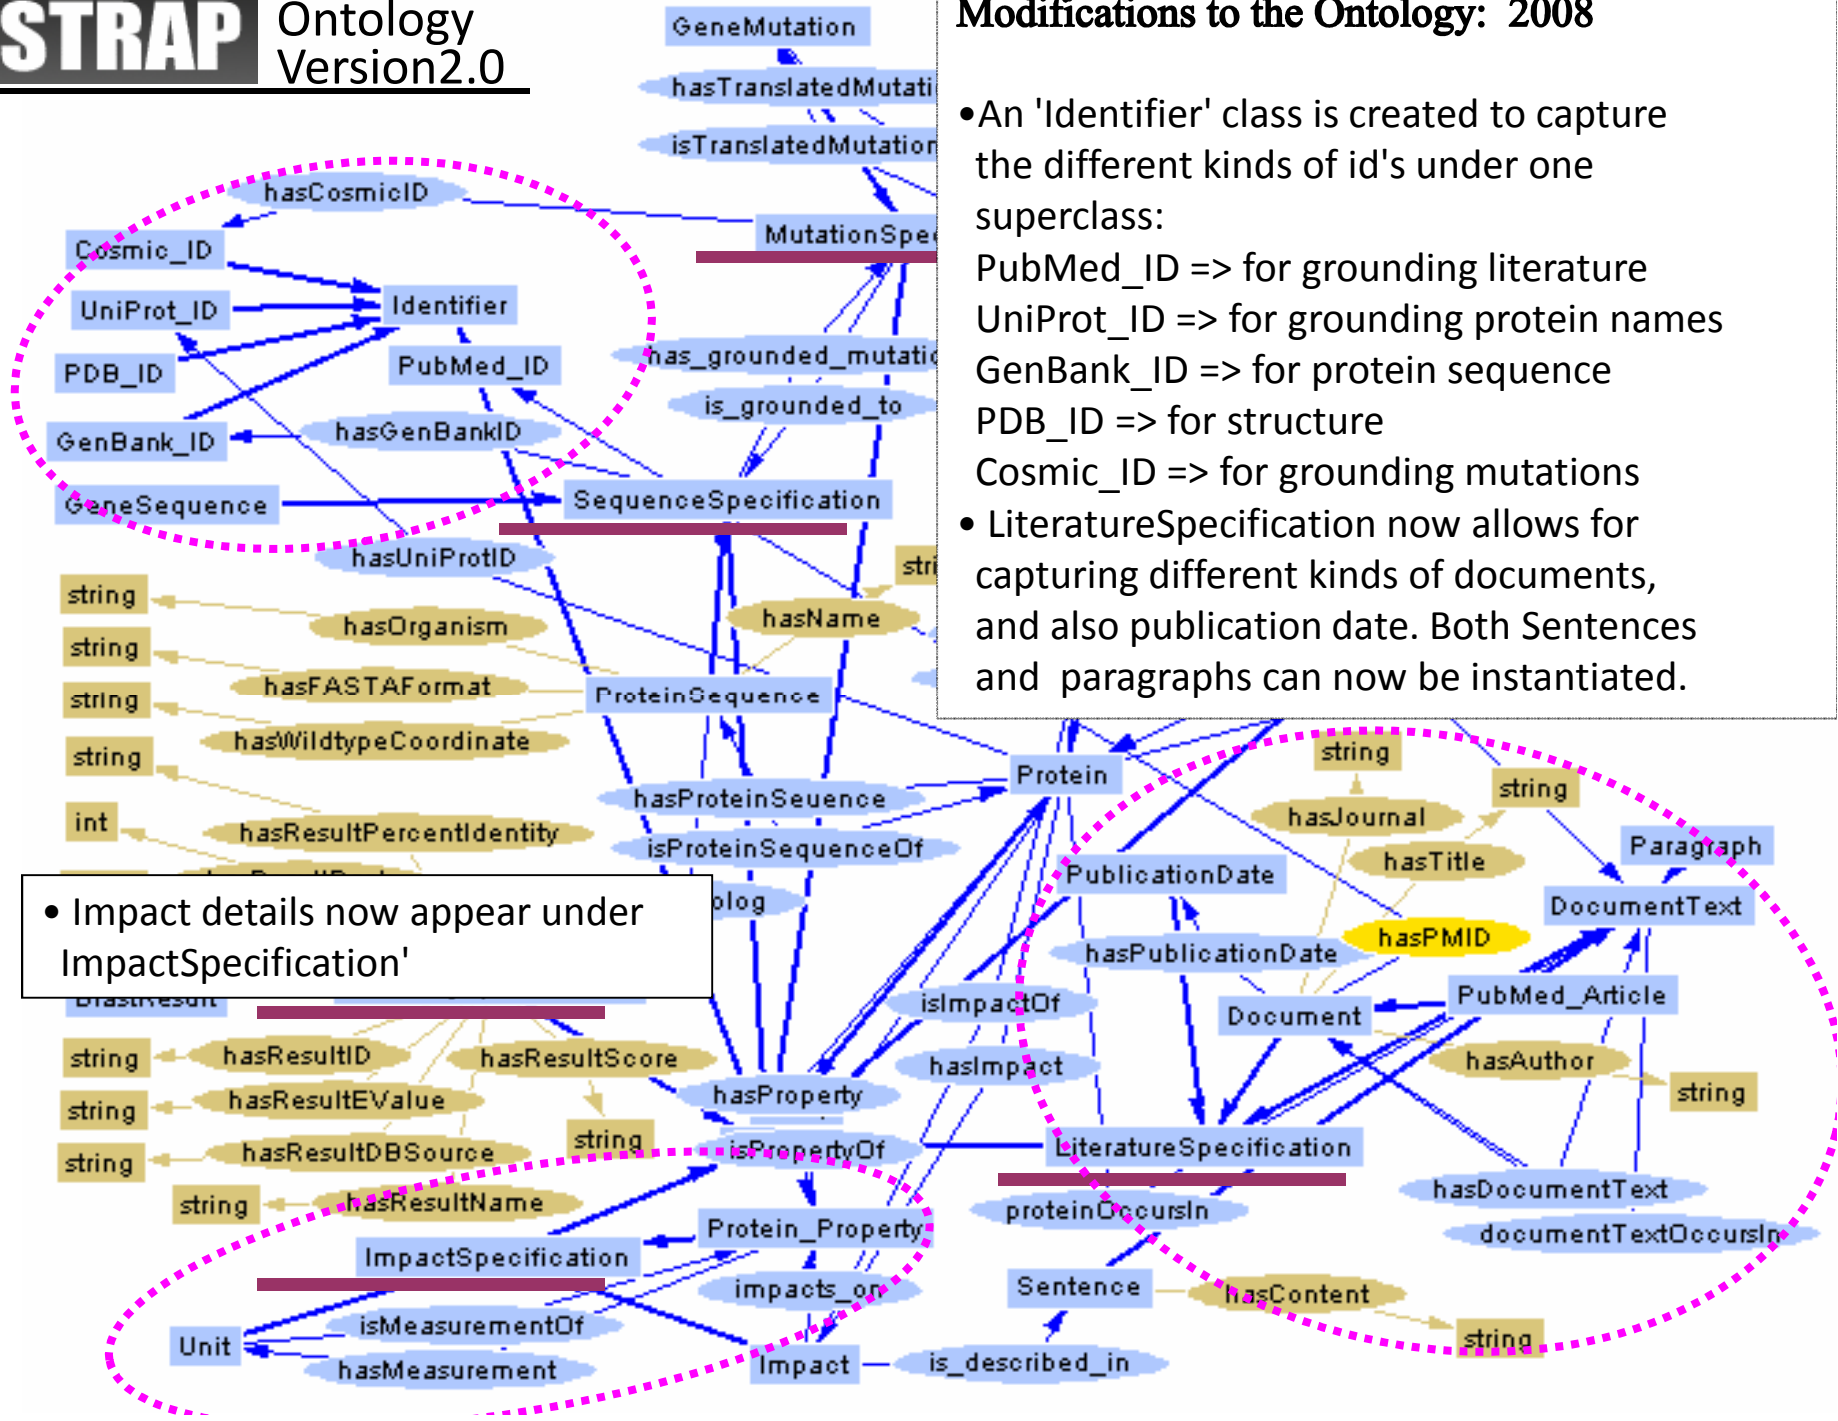 STRAP
Ontology
Version2.0
Modifications to the Ontology: 2008
•An 'Identifier' class is created to capture
the different kinds of id's under one
superclass:
PubMed_ID => for grounding literature
UniProt_ID => for grounding protein names
GenBank_ID => for protein sequence
PDB_ID => for structure
Cosmic_ID => for grounding mutations
• LiteratureSpecification now allows for
capturing different kinds of documents,
and also publication date. Both Sentences
and paragraphs can now be instantiated.
GeneMutation
hasTranslatedMutati
isTranslatedMutation
hasCosmicID
MutationSpe
Cosmic_ID
UniProt_ID
Identifier
PDB_ID
PubMed_ID
has_grounded_mutatio
is_grounded_to
GenBank_ID
hasGenBankID
GeneSequence
SequenceSpecification
hasUniProtID
stri
string
hasOrganism
hasName
string
hasFASTAFormat
ProteinSequence
string
hasWildtypeCoordinate
string
Protein
string
string
hasProteinSeuence
hasJournal
int
hasResultPercentIdentity
isProteinSequenceOf
hasTitle
Paragraph
PublicationDate
olog
DocumentText
• Impact details now appear under
ImpactSpecification'
hasPublicationDate
hasPMID
BlastResult
isImpactOf
Document
PubMed_Article
string
hasResultID
hasResultScore
hasImpact
hasAuthor
string
string
hasResultEValue
hasProperty
string
hasResultDBSource
string
isPropertyOf
LiteratureSpecification
string
hasResultName
proteinOccursIn
hasDocumentText
documentTextOccursIn
Protein_Property
ImpactSpecification
impacts_on
Sentence
hasContent
string
Unit
isMeasurementOf
hasMeasurement
Impact
is_described_in